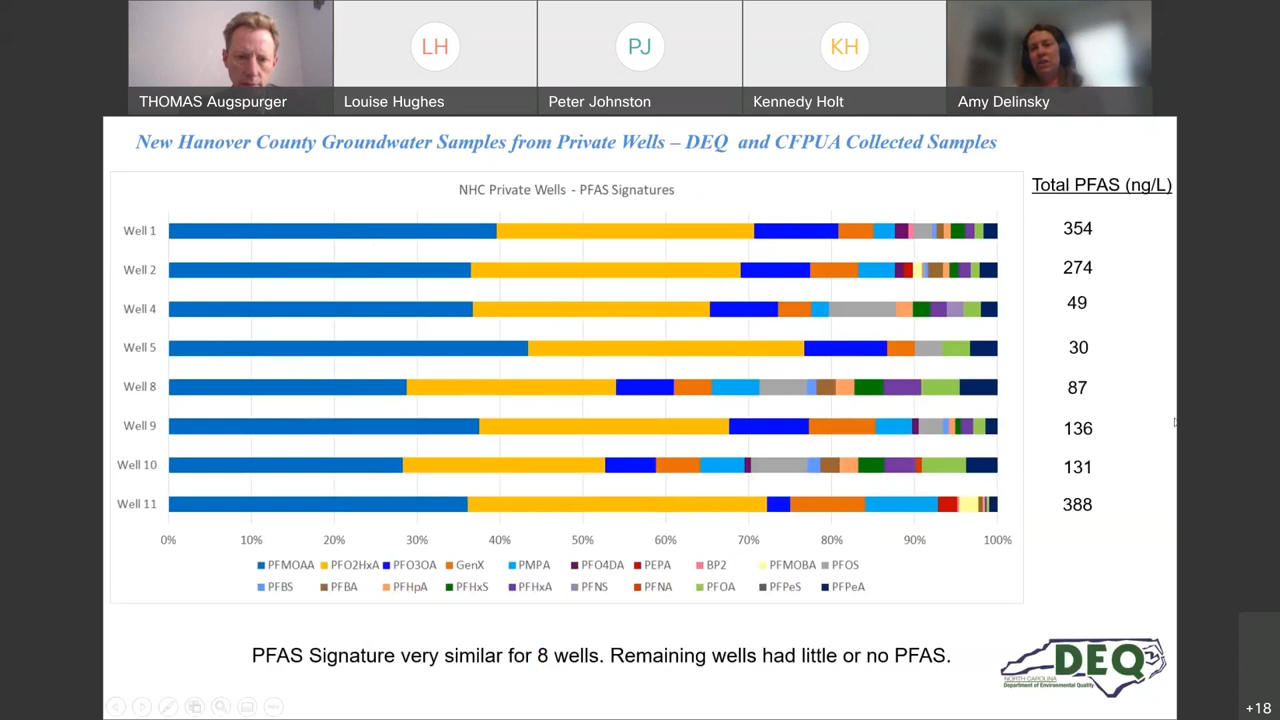 LH
PJ
KH
THOMAS Augspurger
Louise Hughes
Peter Johnston
Kennedy Holt
Amy Delinsky
New Hanover County Groundwater Samples from Private Wells – DEQ and CFPUA Collected Samples
NHC Private Wells - PFAS Signatures
Total PFAS (ng/L)
Well 1
354
Well 2
274
Well 4
49
Well 5
30
Well 8
87
Well 9
136
Well 10
131
Well 11
388
0% 10% 20% 30% 40% 50% 60% 70% 80% 90% 100%
PFMOAA PFO2HxA PFO3OA GenX PMPA PFO4DA PEPA BP2 PFMOBA PFOS
PFBS PFBA PFHpA PFHxS PFHxA PFNS PFNA PFOA PFPeS PFPeA
PFAS Signature very similar for 8 wells. Remaining wells had little or no PFAS.
DEQ
NORTH CAROLINA
Department of Environmental Quality
+18